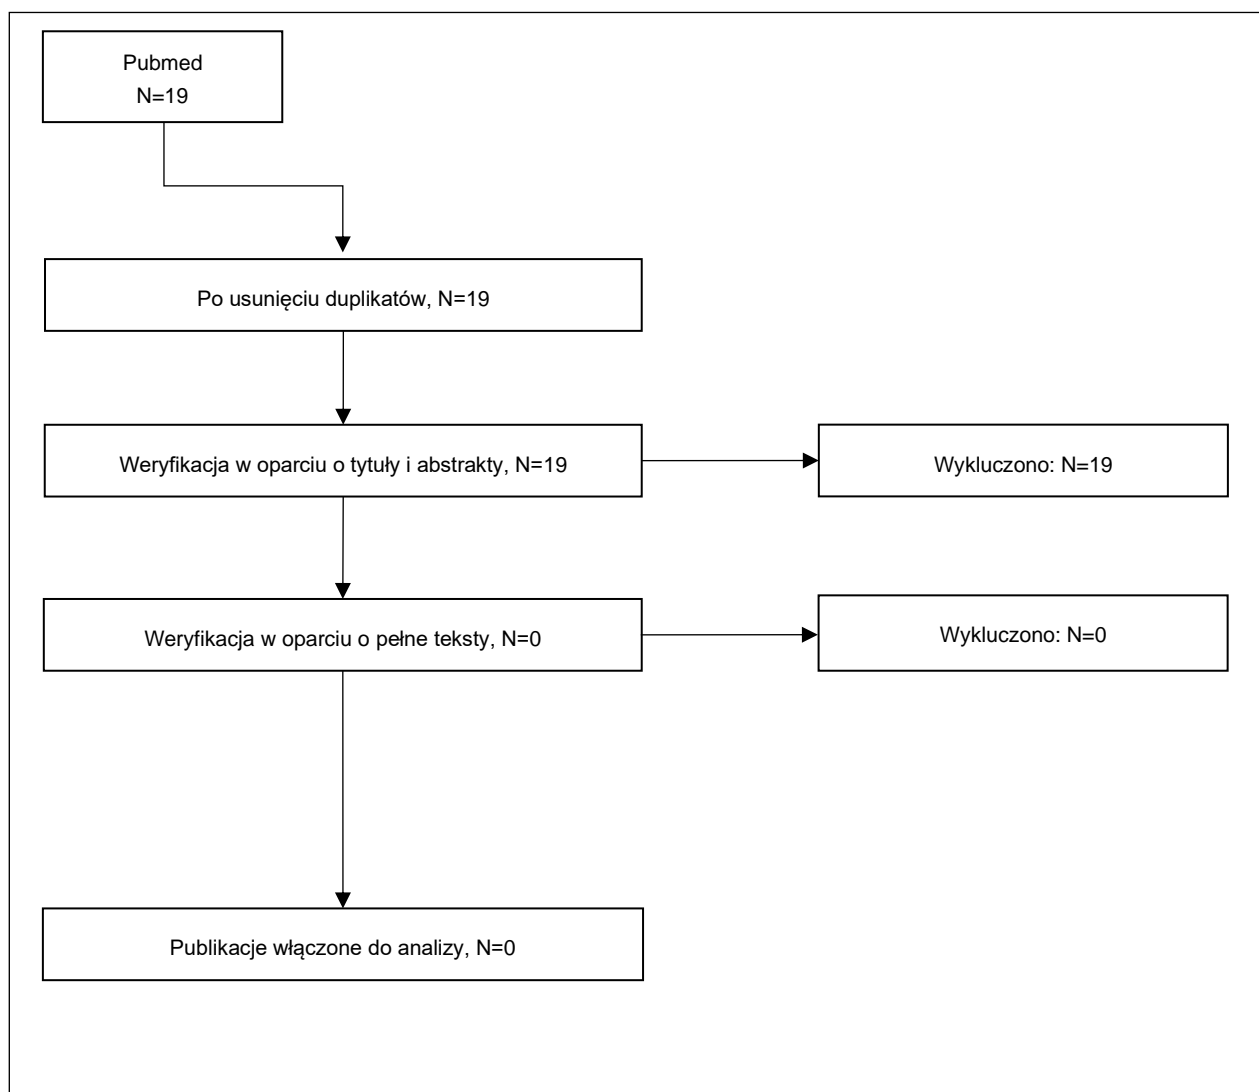 Pubmed
N=19
Po usunięciu duplikatów, N=19
Weryfikacja w oparciu o tytuły i abstrakty, N=19
Wykluczono: N=19
Weryfikacja w oparciu o pełne teksty, N=0
Wykluczono: N=0
Publikacje włączone do analizy, N=0